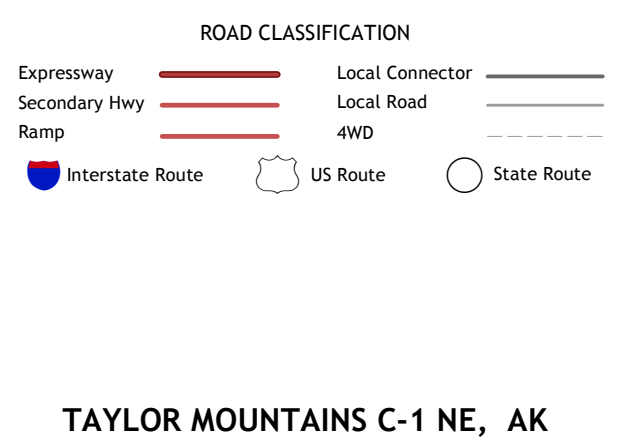 ROAD CLASSIFICATION
Expressway
Local Connector
Secondary Hwy
Local Road
Ramp
4WD
Interstate Route
US Route
State Route
TAYLOR MOUNTAINS C-1 NE, AK